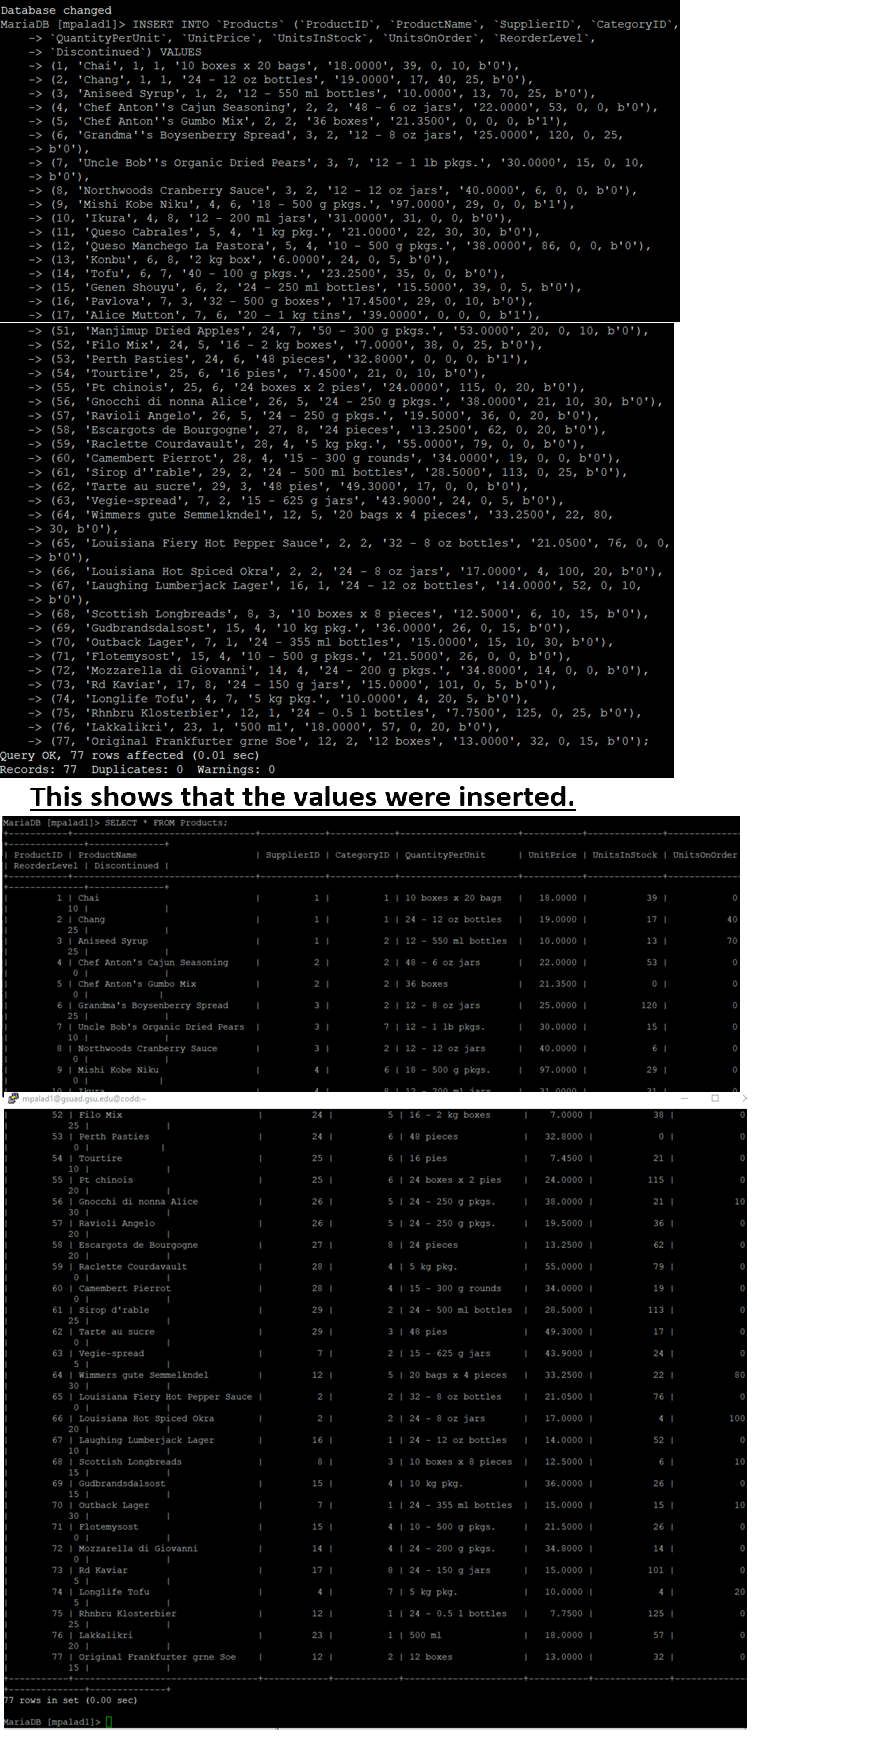 Database changed
MariaDB [mpalad1]> INSERT INTO `Products` (`ProductID`, `ProductName`, `SupplierID`, `CategoryID`,
-> `QuantityPerUnit`, `UnitPrice`, `UnitsInStock`, `UnitsOnOrder`, `ReorderLevel`,
-> `Discontinued`) VALUES
-> (1, 'Chai', 1, 1, '10 boxes x 20 bags', '18.0000', 39, 0, 10, b'0'),
-> (2, 'Chang', 1, 1, '24 - 12 oz bottles', '19.0000', 17, 40, 25, b'0'),
-> (3, 'Aniseed Syrup', 1, 2, '12 - 550 ml bottles', '10.0000', 13, 70, 25, b'0'),
-> (4, 'Chef Anton''s Cajun Seasoning', 2, 2, '48 - 6 oz jars', '22.0000', 53, 0, 0, b'0'),
-> (5, 'Chef Anton''s Gumbo Mix', 2, 2, '36 boxes', '21.3500', 0, 0, 0, b'1'),
-> (6, 'Grandma''s Boysenberry Spread', 3, 2, '12 - 8 oz jars', '25.0000', 120, 0, 25,
-> b'0'),
-> (7, 'Uncle Bob''s Organic Dried Pears', 3, 7, '12 - 1 lb pkgs.', '30.0000', 15, 0, 10,
-> b'0'),
-> (8, 'Northwoods Cranberry Sauce', 3, 2, '12 - 12 oz jars', '40.0000', 6, 0, 0, b'0'),
-> (9, 'Mishi Kobe Niku', 4, 6, '18 - 500 g pkgs.', '97.0000', 29, 0, 0, b'1'),
-> (10, 'Ikura', 4, 8, '12 - 200 ml jars', '31.0000', 31, 0, 0, b'0'),
-> (11, 'Queso Cabrales', 5, 4, '1 kg pkg.', '21.0000', 22, 30, 30, b'0'),
-> (12, 'Queso Manchego La Pastora', 5, 4, '10 - 500 g pkgs.', '38.0000', 86, 0, 0, b'0'),
-> (13, 'Konbu', 6, 8, '2 kg box', '6.0000', 24, 0, 5, b'0'),
-> (14, 'Tofu', 6, 7, '40 - 100 g pkgs.', '23.2500', 35, 0, 0, b'0'),
-> (15, 'Genen Shouyu', 6, 2, '24 - 250 ml bottles', '15.5000', 39, 0, 5, b'0'),
-> (16, 'Pavlova', 7, 3, '32 - 500 g boxes', '17.4500', 29, 0, 10, b'0'),
-> (17, 'Alice Mutton', 7, 6, '20 - 1 kg tins', '39.0000', 0, 0, 0, b'1'),
-> (51, 'Manjimup Dried Apples', 24, 7, '50 - 300 g pkgs.', '53.0000', 20, 0, 10, b'0'),
-> (52, 'Filo Mix', 24, 5, '16 - 2 kg boxes', '7.0000', 38, 0, 25, b'0'),
-> (53, 'Perth Pasties', 24, 6, '48 pieces', '32.8000', 0, 0, 0, b'1'),
-> (54, 'Tourtire', 25, 6, '16 pies', '7.4500', 21, 0, 10, b'0'),
-> (55, 'Pt chinois', 25, 6, '24 boxes x 2 pies', '24.0000', 115, 0, 20, b'0'),
-> (56, 'Gnocchi di nonna Alice', 26, 5, '24 - 250 g pkgs.', '38.0000', 21, 10, 30, b'0'),
-> (57, 'Ravioli Angelo', 26, 5, '24 - 250 g pkgs.', '19.5000', 36, 0, 20, b'0'),
-> (58, 'Escargots de Bourgogne', 27, 8, '24 pieces', '13.2500', 62, 0, 20, b'0'),
-> (59, 'Raclette Courdavault', 28, 4, '5 kg pkg.', '55.0000', 79, 0, 0, b'0'),
-> (60, 'Camembert Pierrot', 28, 4, '15 - 300 g rounds', '34.0000', 19, 0, 0, b'0'),
-> (61, 'Sirop d''rable', 29, 2, '24 - 500 ml bottles', '28.5000', 113, 0, 25, b'0'),
-> (62, 'Tarte au sucre', 29, 3, '48 pies', '49.3000', 17, 0, 0, b'0'),
-> (63, 'Vegie-spread', 7, 2, '15 - 625 g jars', '43.9000', 24, 0, 5, b'0'),
-> (64, 'Wimmers gute Semmelkndel', 12, 5, '20 bags x 4 pieces', '33.2500', 22, 80,
-> 30, b'0'),
-> (65, 'Louisiana Fiery Hot Pepper Sauce', 2, 2, '32 - 8 oz bottles', '21.0500', 76, 0, 0,
-> b'0'),
-> (66, 'Louisiana Hot Spiced Okra', 2, 2, '24 - 8 oz jars', '17.0000', 4, 100, 20, b'0'),
-> (67, 'Laughing Lumberjack Lager', 16, 1, '24 - 12 oz bottles', '14.0000', 52, 0, 10,
-> b'0'),
-> (68, 'Scottish Longbreads', 8, 3, '10 boxes x 8 pieces', '12.5000', 6, 10, 15, b'0'),
-> (69, 'Gudbrandsdalsost', 15, 4, '10 kg pkg.', '36.0000', 26, 0, 15, b'0'),
-> (70, 'Outback Lager', 7, 1, '24 - 355 ml bottles', '15.0000', 15, 10, 30, b'0'),
-> (71, 'Flotemysost', 15, 4, '10 - 500 g pkgs.', '21.5000', 26, 0, 0, b'0'),
-> (72, 'Mozzarella di Giovanni', 14, 4, '24 - 200 g pkgs.', '34.8000', 14, 0, 0, b'0'),
-> (73, 'Rd Kaviar', 17, 8, '24 - 150 g jars', '15.0000', 101, 0, 5, b'0'),
-> (74, 'Longlife Tofu', 4, 7, '5 kg pkg.', '10.0000', 4, 20, 5, b'0'),
-> (75, 'Rhnbru Klosterbier', 12, 1, '24 - 0.5 l bottles', '7.7500', 125, 0, 25, b'0'),
-> (76, 'Lakkalikri', 23, 1, '500 ml', '18.0000', 57, 0, 20, b'0'),
-> (77, 'Original Frankfurter grne Soe', 12, 2, '12 boxes', '13.0000', 32, 0, 15, b'0');
Query OK, 77 rows affected (0.01 sec)
Records: 77  Duplicates: 0  Warnings: 0
This shows that the values were inserted.
MariaDB [mpalad1]> SELECT * FROM Products;
| ProductID | ProductName | SupplierID | CategoryID | QuantityPerUnit | UnitPrice | UnitsInStock | UnitsOnOrder
| ReorderLevel | Discontinued |
| 1 | Chai | 1 | 1 | 10 boxes x 20 bags | 18.0000 | 39 | 0
| 10 | |
| 2 | Chang | 1 | 1 | 24 - 12 oz bottles | 19.0000 | 17 | 40
| 25 | |
| 3 | Aniseed Syrup | 1 | 2 | 12 - 550 ml bottles | 10.0000 | 13 | 70
| 25 | |
| 4 | Chef Anton's Cajun Seasoning | 2 | 2 | 48 - 6 oz jars | 22.0000 | 53 | 0
| 0 | |
| 5 | Chef Anton's Gumbo Mix | 2 | 2 | 36 boxes | 21.3500 | 0 | 0
| 0 | |
| 6 | Grandma's Boysenberry Spread | 3 | 2 | 12 - 8 oz jars | 25.0000 | 120 | 0
| 25 | |
| 7 | Uncle Bob's Organic Dried Pears | 3 | 7 | 12 - 1 lb pkgs. | 30.0000 | 15 | 0
| 10 | |
| 8 | Northwoods Cranberry Sauce | 3 | 2 | 12 - 12 oz jars | 40.0000 | 6 | 0
| 0 | |
| 9 | Mishi Kobe Niku | 4 | 6 | 18 - 500 g pkgs. | 97.0000 | 29 | 0
| 0 | |
| 10 | Ikura | 4 | 8 | 12 - 200 ml jars | 31.0000 | 31 | 0
mpalad1@gsuad.gsu.edu@codd:~
| 52 | Filo Mix | 24 | 5 | 16 - 2 kg boxes | 7.0000 | 38 | 0
| 25 | |
| 53 | Perth Pasties | 24 | 6 | 48 pieces | 32.8000 | 0 | 0
| 0 | |
| 54 | Tourtire | 25 | 6 | 16 pies | 7.4500 | 21 | 0
| 10 | |
| 55 | Pt chinois | 25 | 6 | 24 boxes x 2 pies | 24.0000 | 115 | 0
| 20 | |
| 56 | Gnocchi di nonna Alice | 26 | 5 | 24 - 250 g pkgs. | 38.0000 | 21 | 10
| 30 | |
| 57 | Ravioli Angelo | 26 | 5 | 24 - 250 g pkgs. | 19.5000 | 36 | 0
| 20 | |
| 58 | Escargots de Bourgogne | 27 | 8 | 24 pieces | 13.2500 | 62 | 0
| 20 | |
| 59 | Raclette Courdavault | 28 | 4 | 5 kg pkg. | 55.0000 | 79 | 0
| 0 | |
| 60 | Camembert Pierrot | 28 | 4 | 15 - 300 g rounds | 34.0000 | 19 | 0
| 0 | |
| 61 | Sirop d'rable | 29 | 2 | 24 - 500 ml bottles | 28.5000 | 113 | 0
| 25 | |
| 62 | Tarte au sucre | 29 | 3 | 48 pies | 49.3000 | 17 | 0
| 0 | |
| 63 | Vegie-spread | 7 | 2 | 15 - 625 g jars | 43.9000 | 24 | 0
| 5 | |
| 64 | Wimmers gute Semmelkndel | 12 | 5 | 20 bags x 4 pieces | 33.2500 | 22 | 80
| 30 | |
| 65 | Louisiana Fiery Hot Pepper Sauce | 2 | 2 | 32 - 8 oz bottles | 21.0500 | 76 | 0
| 0 | |
| 66 | Louisiana Hot Spiced Okra | 2 | 2 | 24 - 8 oz jars | 17.0000 | 4 | 100
| 20 | |
| 67 | Laughing Lumberjack Lager | 16 | 1 | 24 - 12 oz bottles | 14.0000 | 52 | 0
| 10 | |
| 68 | Scottish Longbreads | 8 | 3 | 10 boxes x 8 pieces | 12.5000 | 6 | 10
| 15 | |
| 69 | Gudbrandsdalsost | 15 | 4 | 10 kg pkg. | 36.0000 | 26 | 0
| 15 | |
| 70 | Outback Lager | 7 | 1 | 24 - 355 ml bottles | 15.0000 | 15 | 10
| 30 | |
| 71 | Flotemysost | 15 | 4 | 10 - 500 g pkgs. | 21.5000 | 26 | 0
| 0 | |
| 72 | Mozzarella di Giovanni | 14 | 4 | 24 - 200 g pkgs. | 34.8000 | 14 | 0
| 0 | |
| 73 | Rd Kaviar | 17 | 8 | 24 - 150 g jars | 15.0000 | 101 | 0
| 5 | |
| 74 | Longlife Tofu | 4 | 7 | 5 kg pkg. | 10.0000 | 4 | 20
| 5 | |
| 75 | Rhnbru Klosterbier | 12 | 1 | 24 - 0.5 l bottles | 7.7500 | 125 | 0
| 25 | |
| 76 | Lakkalikri | 23 | 1 | 500 ml | 18.0000 | 57 | 0
| 20 | |
| 77 | Original Frankfurter grne Soe | 12 | 2 | 12 boxes | 13.0000 | 32 | 0
| 15 | |
77 rows in set (0.00 sec)
MariaDB [mpalad1]>